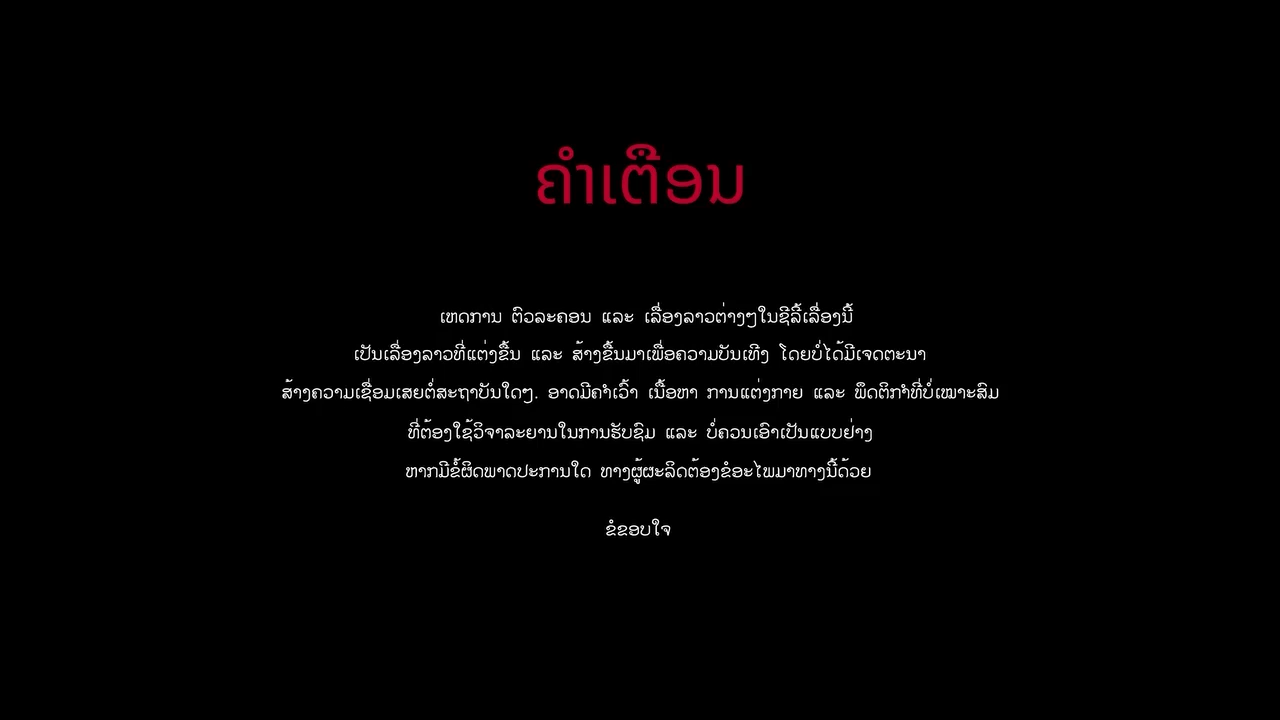 ຄຳເຕືອນ
ເຫດການ ຕົວລະຄອນ ແລະ ເລື່ອງລາວຕ່າງໆໃນຊີລີ້ເລື່ອງນີ້
ເປັນເລື່ອງລາວທີ່ແຕ່ງຂຶ້ນ ແລະ ສ້າງຂຶ້ນມາເພື່ອຄວາມບັນເທີງ ໂດຍບໍ່ໄດ້ມີເຈດຕະນາ
ສ້າງຄວາມເຊື່ອມເສຍຕໍ່ສະຖາບັນໃດໆ. ອາດມີຄຳເວົ້າ ເນື້ອຫາ ການແຕ່ງກາຍ ແລະ ພຶດຕິກຳທີ່ບໍ່ເໝາະສົມ
ທີ່ຕ້ອງໃຊ້ວິຈາລະຍານໃນການຮັບຊົມ ແລະ ບໍ່ຄວນເອົາເປັນແບບຢ່າງ
ຫາກມີຂໍ້ຜິດພາດປະການໃດ ທາງຜູ້ຜະລິດຕ້ອງຂໍອະໄພມາທາງນີ້ດ້ວຍ
ຂໍຂອບໃຈ